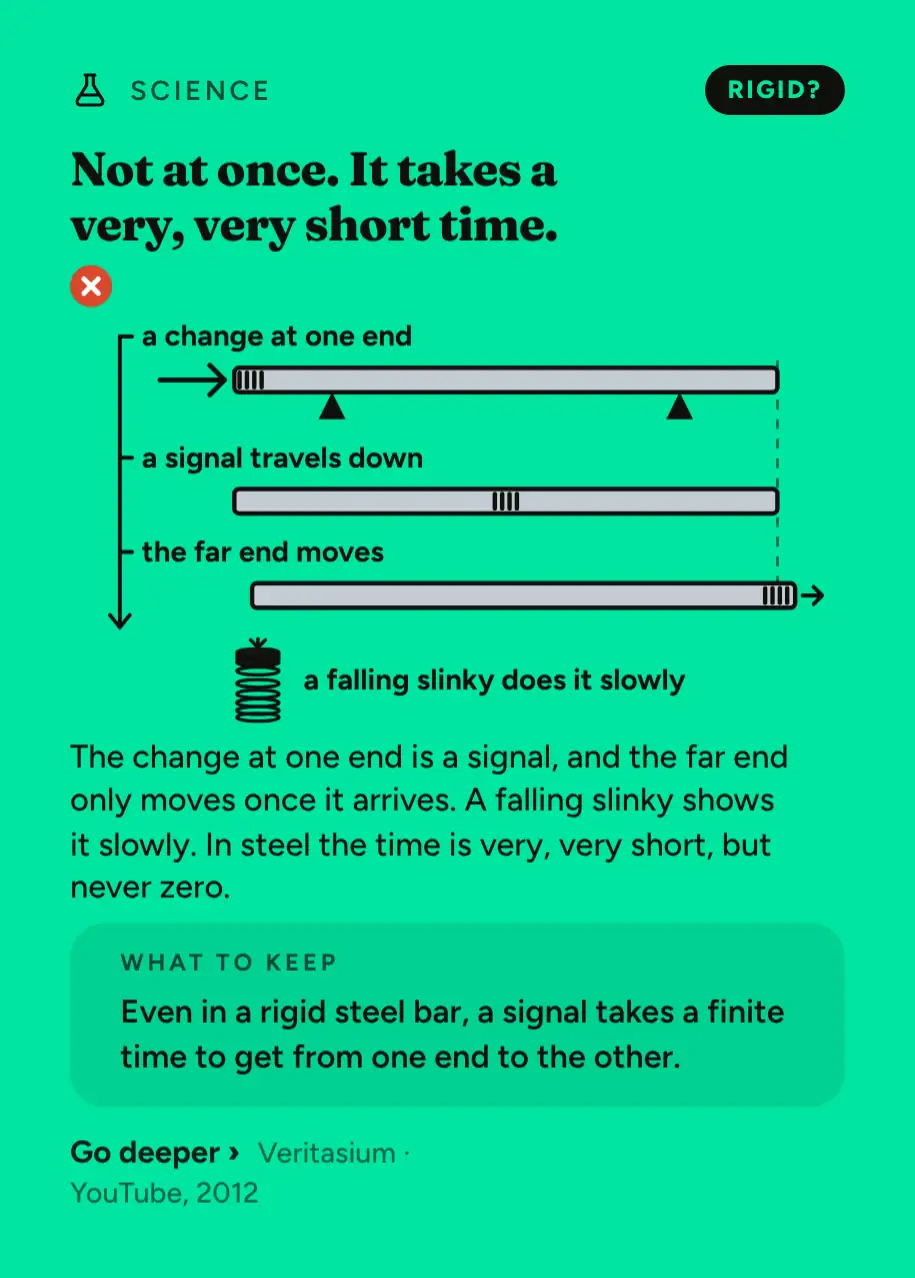 SCIENCE
RIGID?
Not at once. It takes a
very, very short time.
a change at one end
a signal travels down
the far end moves
a falling slinky does it slowly
The change at one end is a signal, and the far end
only moves once it arrives. A falling slinky shows
it slowly. In steel the time is very, very short, but
never zero.
WHAT TO KEEP
Even in a rigid steel bar, a signal takes a finite
time to get from one end to the other.
Go deeper › Veritasium ·
YouTube, 2012